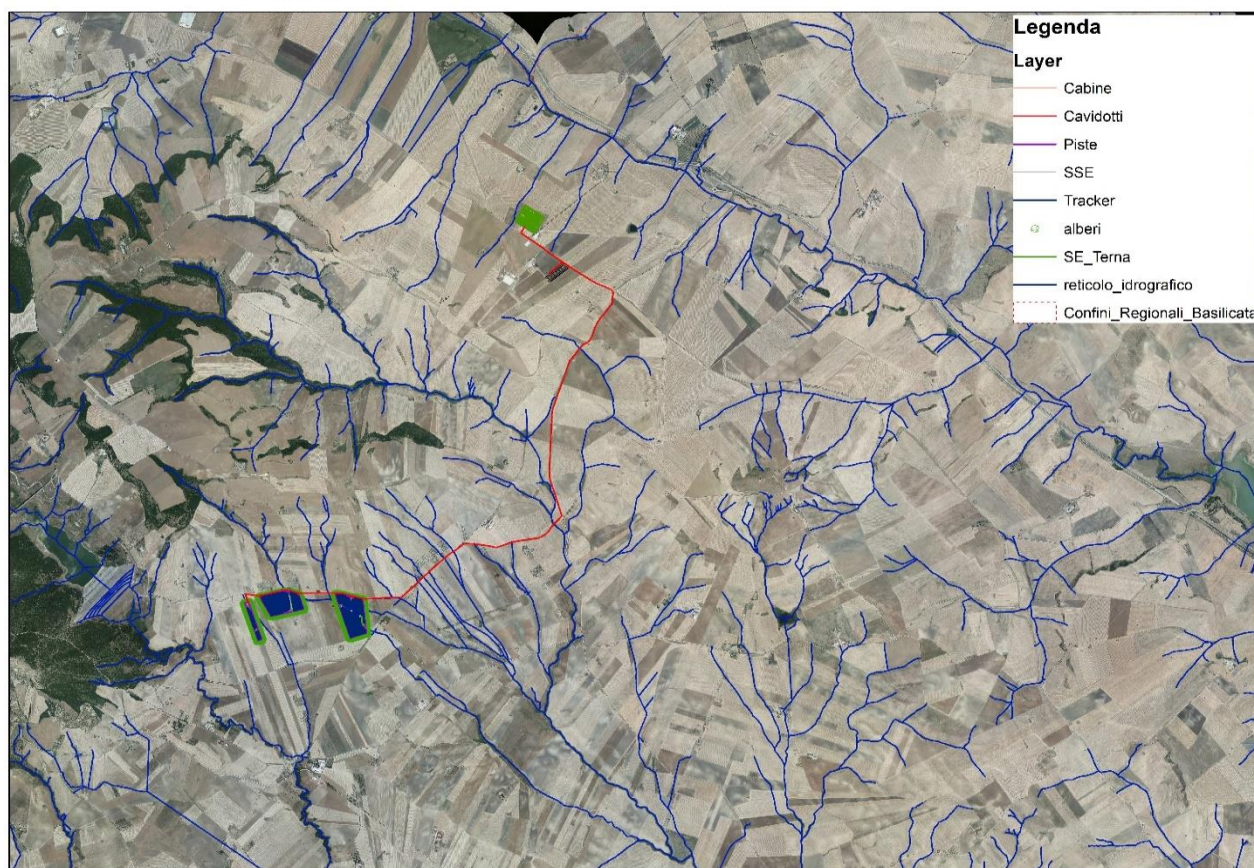 Legenda
Layer
Cabine
Cavidotti
Piste
SSE
Tracker
alberi
SE_Terna
reticolo_idrografico
Confini_Regionali_Basilicata